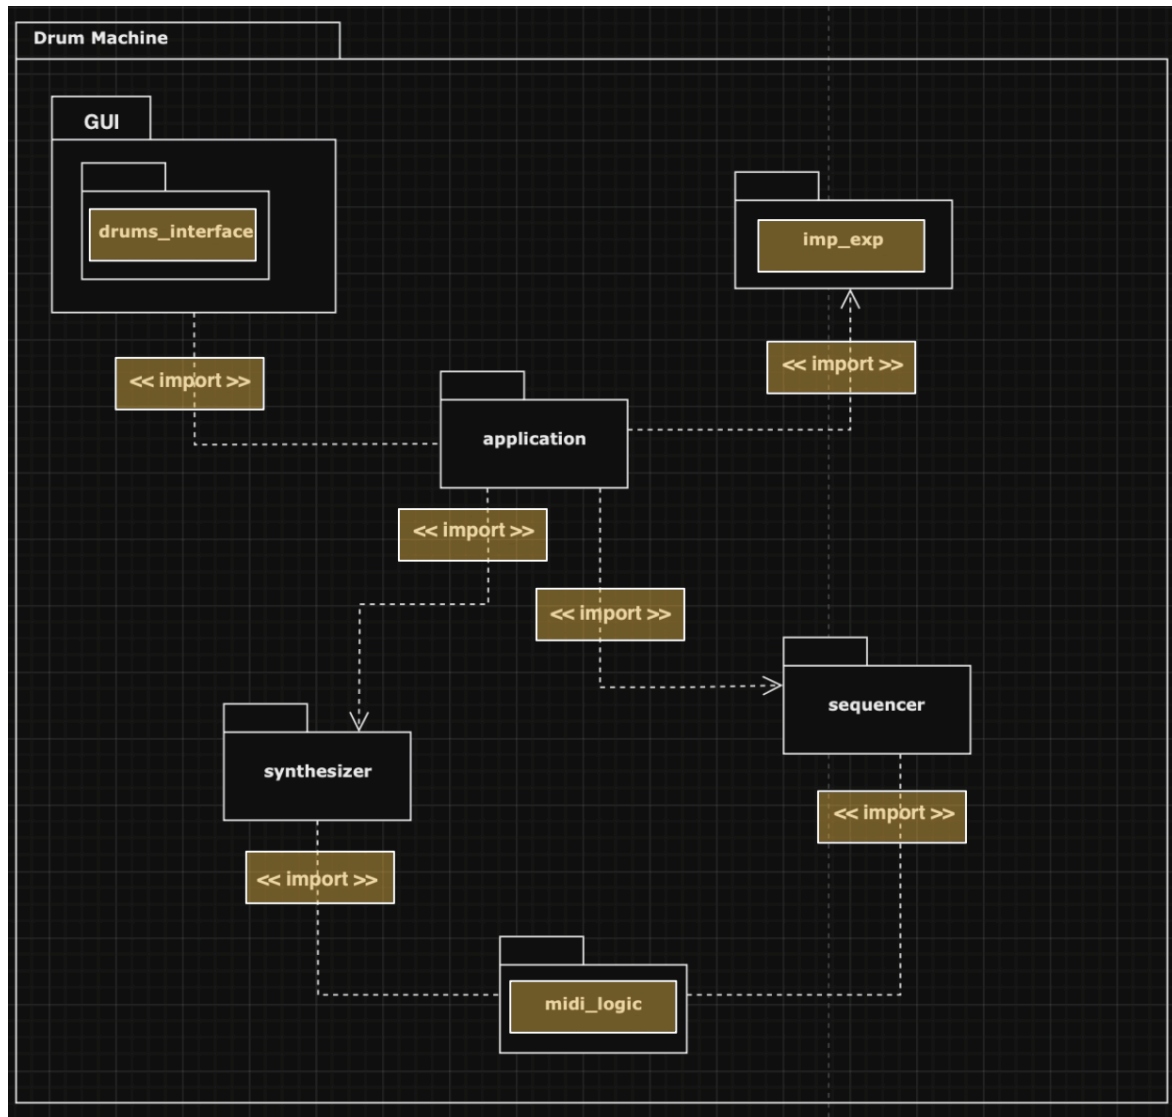 Drum Machine
GUI
drums_interface
imp_exp
<< import >>
<< import >>
application
<< import >>
<< import >>
sequencer
synthesizer
<< import >>
<< import >>
midi_logic